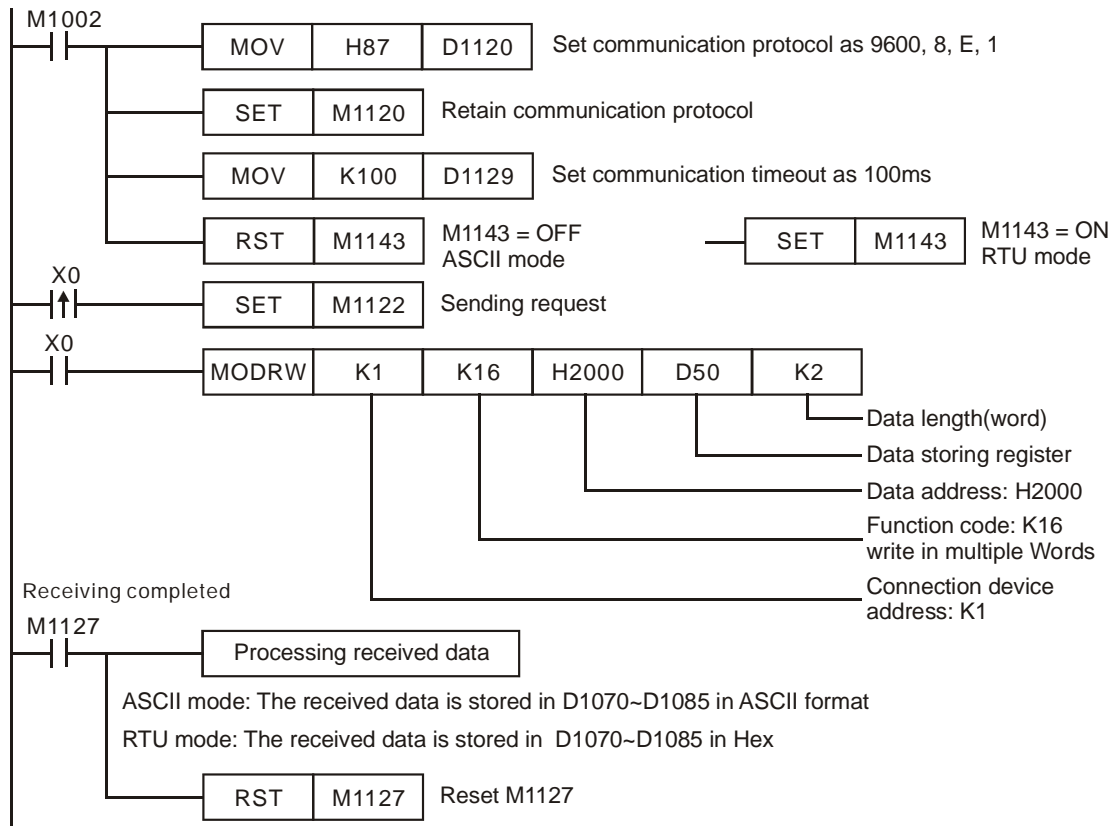 M1002
MOV H87 D1120 Set communication protocol as 9600, 8, E, 1
SET M1120 Retain communication protocol
MOV K100 D1129 Set communication timeout as 100ms
RST M1143 M1143 = OFF
ASCII mode
SET M1143 M1143 = ON
RTU mode
X0
SET M1122 Sending request
X0
MODRW K1 K16 H2000 D50 K2
Data length(word)
Data storing register
Data address: H2000
Function code: K16
write in multiple Words
Connection device
address: K1
Receiving completed
M1127
Processing received data
ASCII mode: The received data is stored in D1070~D1085 in ASCII format
RTU mode: The received data is stored in D1070~D1085 in Hex
RST M1127 Reset M1127